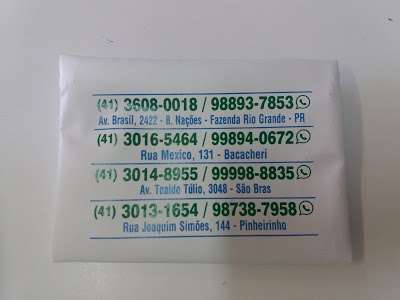 (41) 3608-0018 / 98893-7853
Av. Brasil, 2422 - B. Nações - Fazenda Rio Grande - PR
(41) 3016-5464 / 99894-0672
Rua Mexico, 131 - Bacacheri
(41) 3014-8955 / 99998-8835
Av. Toaldo Túlio, 3048 - São Bras
(41) 3013-1654 / 98738-7958
Rua Joaquim Simões, 144 - Pinheirinho